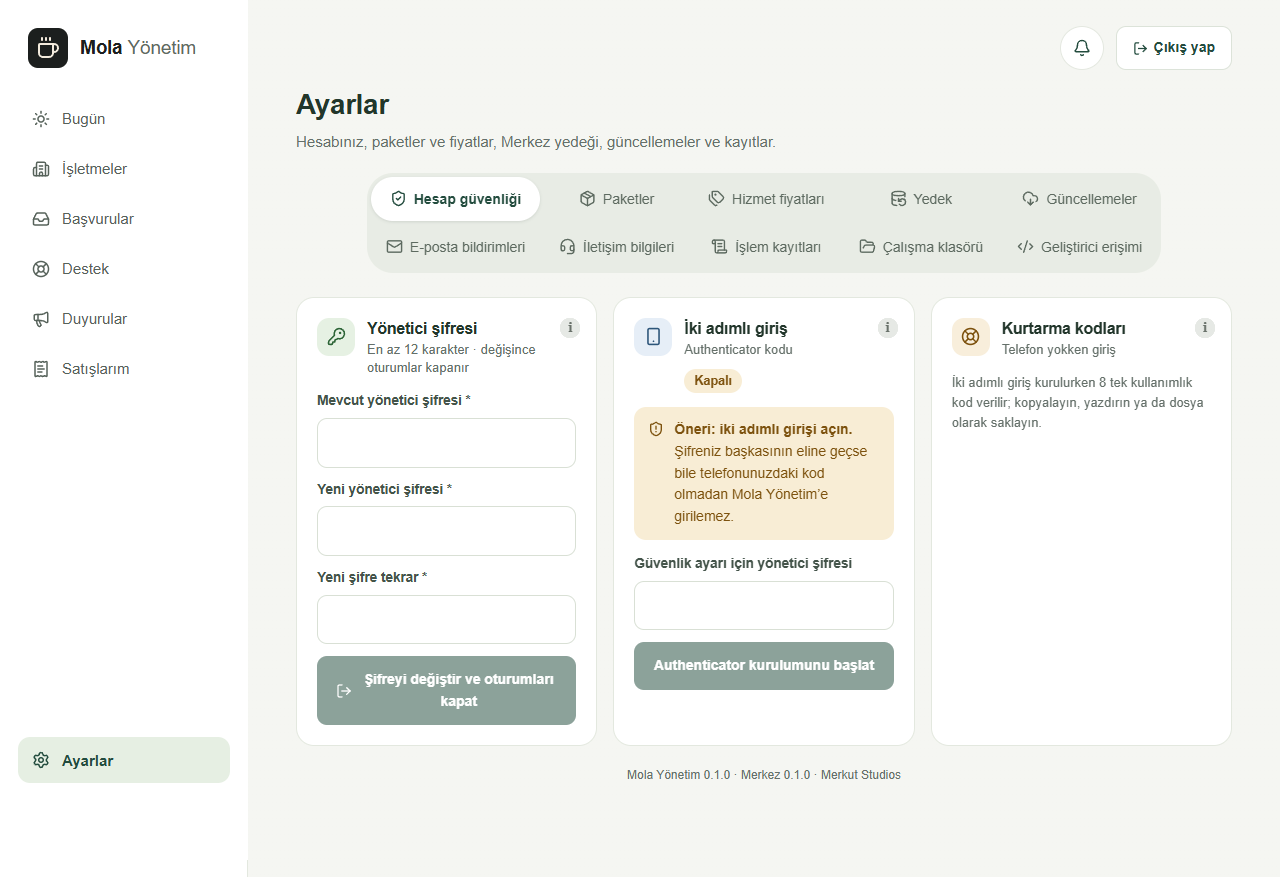 Mola Yönetim
Çıkış yap
Bugün
İşletmeler
Başvurular
Destek
Duyurular
Satışlarım
Ayarlar
Ayarlar
Hesabınız, paketler ve fiyatlar, Merkez yedeği, güncellemeler ve kayıtlar.
Hesap güvenliği
Paketler
Hizmet fiyatları
Yedek
Güncellemeler
E-posta bildirimleri
İletişim bilgileri
İşlem kayıtları
Çalışma klasörü
Geliştirici erişimi
Yönetici şifresi
i
En az 12 karakter · değişince
oturumlar kapanır
Mevcut yönetici şifresi *
Yeni yönetici şifresi *
Yeni şifre tekrar *
Şifreyi değiştir ve oturumları
kapat
İki adımlı giriş
i
Authenticator kodu
Kapalı
Öneri: iki adımlı girişi açın.
Şifreniz başkasının eline geçse
bile telefonunuzdaki kod
olmadan Mola Yönetim’e
girilemez.
Güvenlik ayarı için yönetici şifresi
Authenticator kurulumunu başlat
Kurtarma kodları
i
Telefon yokken giriş
İki adımlı giriş kurulurken 8 tek kullanımlık
kod verilir; kopyalayın, yazdırın ya da dosya
olarak saklayın.
Mola Yönetim 0.1.0 · Merkez 0.1.0 · Merkut Studios